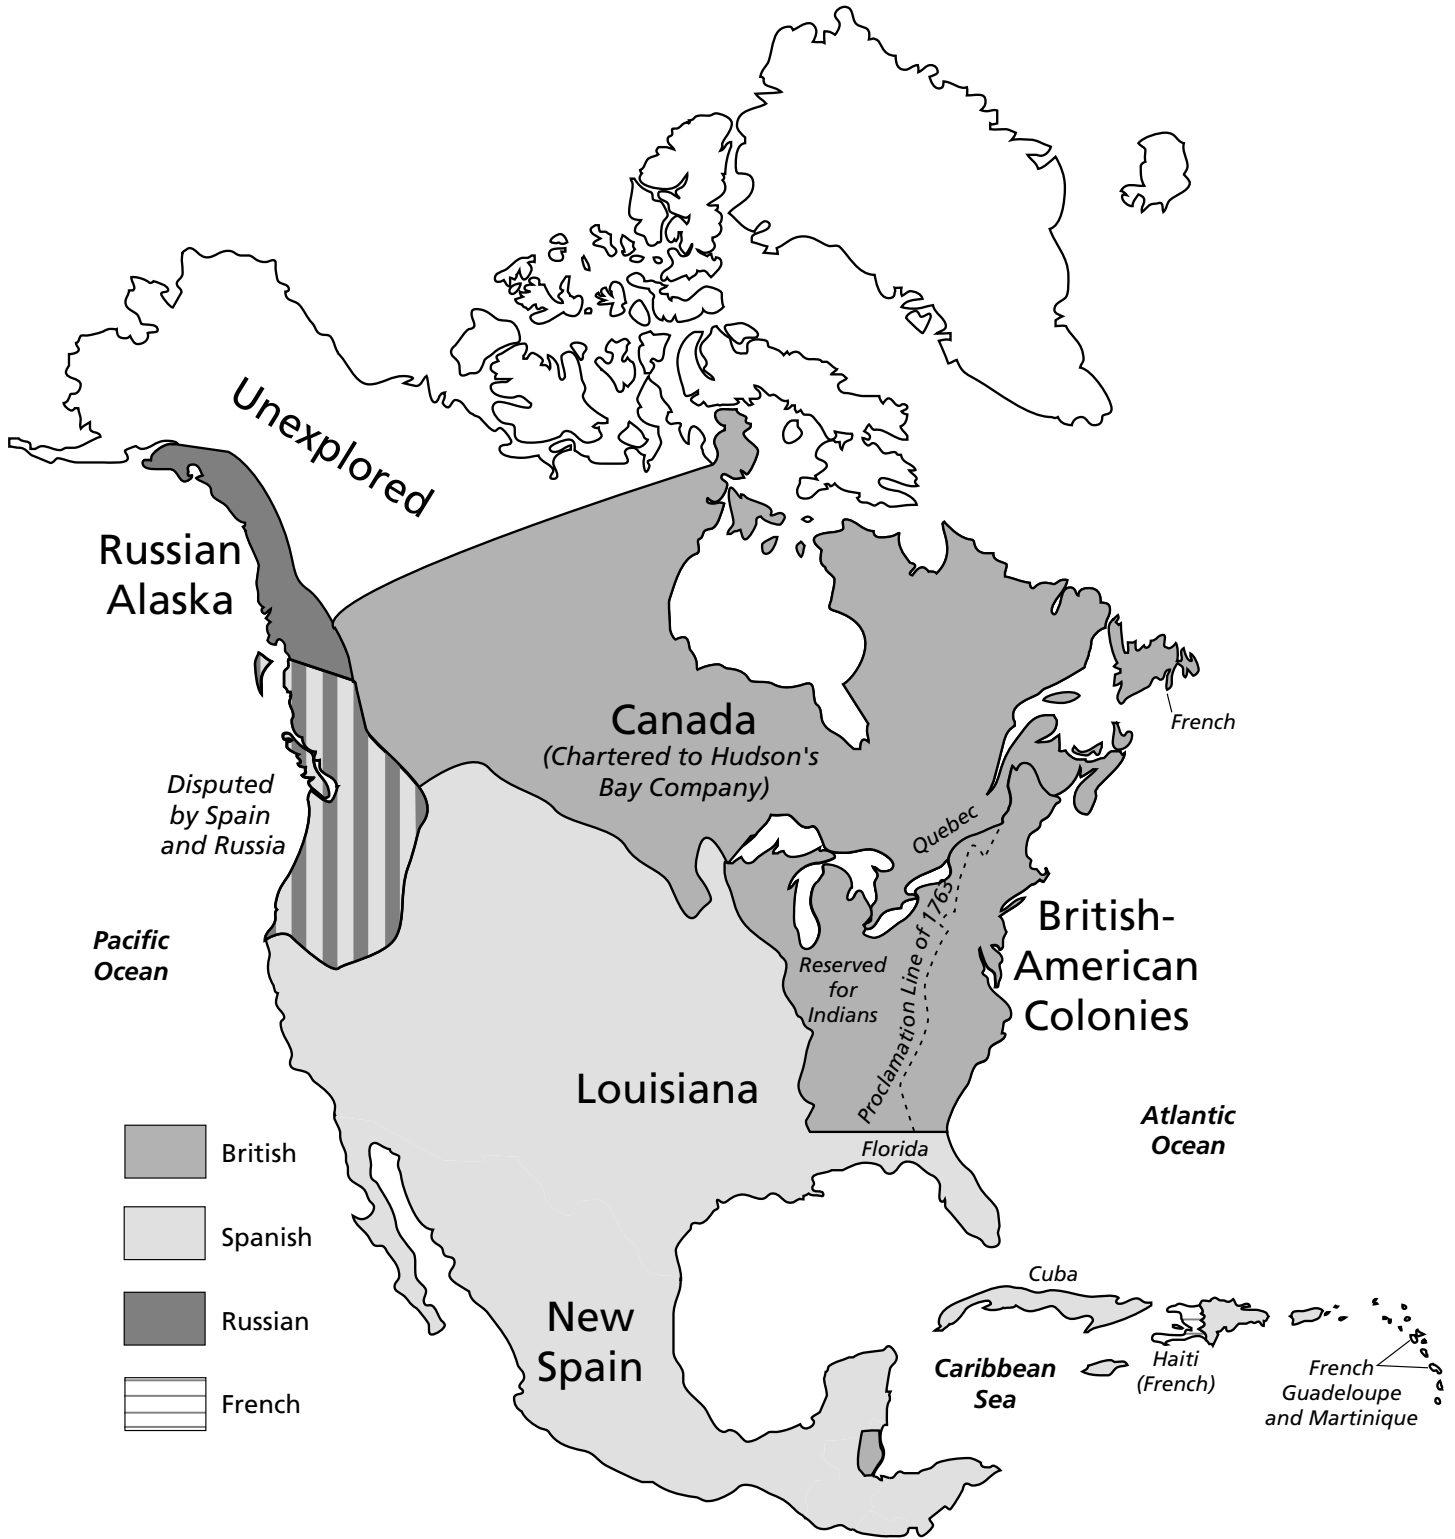 Unexplored
Russian
Alaska
Canada
(Chartered to Hudson's
Bay Company)
French
Disputed
by Spain
and Russia
Quebec
Proclamation Line of 1763
British-
American
Colonies
Pacific
Ocean
Reserved
for
Indians
Louisiana
Atlantic
Ocean
Florida
British
Spanish
Russian
French
New
Spain
Cuba
Caribbean
Sea
Haiti
(French)
French
Guadeloupe
and Martinique